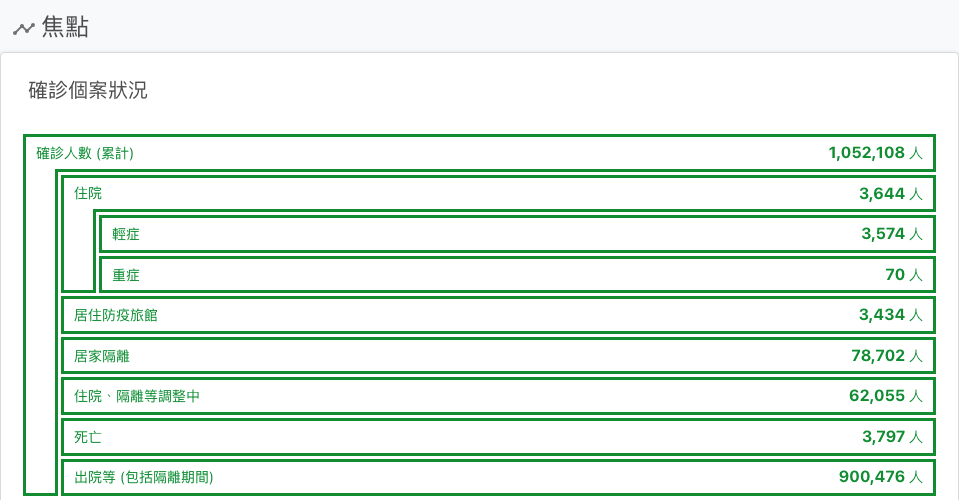 焦點
確診個案狀況
確診人數 (累計) 1,052,108 人
住院 3,644 人
輕症 3,574 人
重症 70 人
居住防疫旅館 3,434 人
居家隔離 78,702 人
住院、隔離等調整中 62,055 人
死亡 3,797 人
出院等 (包括隔離期間) 900,476 人